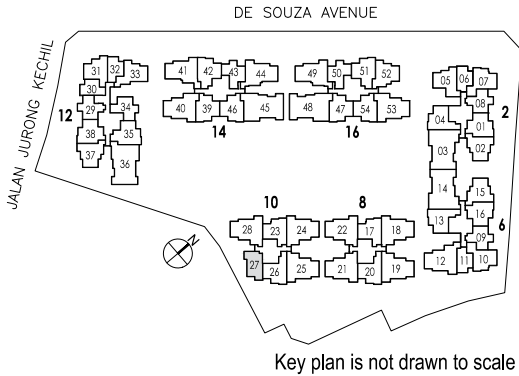 DE SOUZA AVENUE
JALAN JURONG KECHIL
31 32 33
30
29 34
12
38 35
37 36
41 42 43 44
40 39 46 45
14
49 50 51 52
48 47 54 53
16
05 06 07
08
04 01
2
03 02
14 15
13 16
6
09
12 11 10
10
28 23 24
27 26 25
8
22 17 18
21 20 19
N
Key plan is not drawn to scale